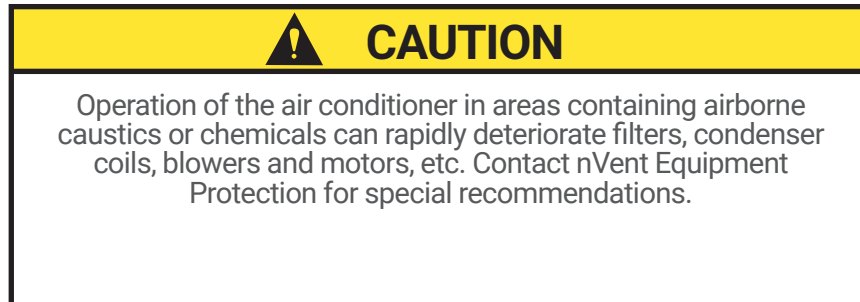 CAUTION
Operation of the air conditioner in areas containing airborne
caustics or chemicals can rapidly deteriorate filters, condenser
coils, blowers and motors, etc. Contact nVent Equipment
Protection for special recommendations.